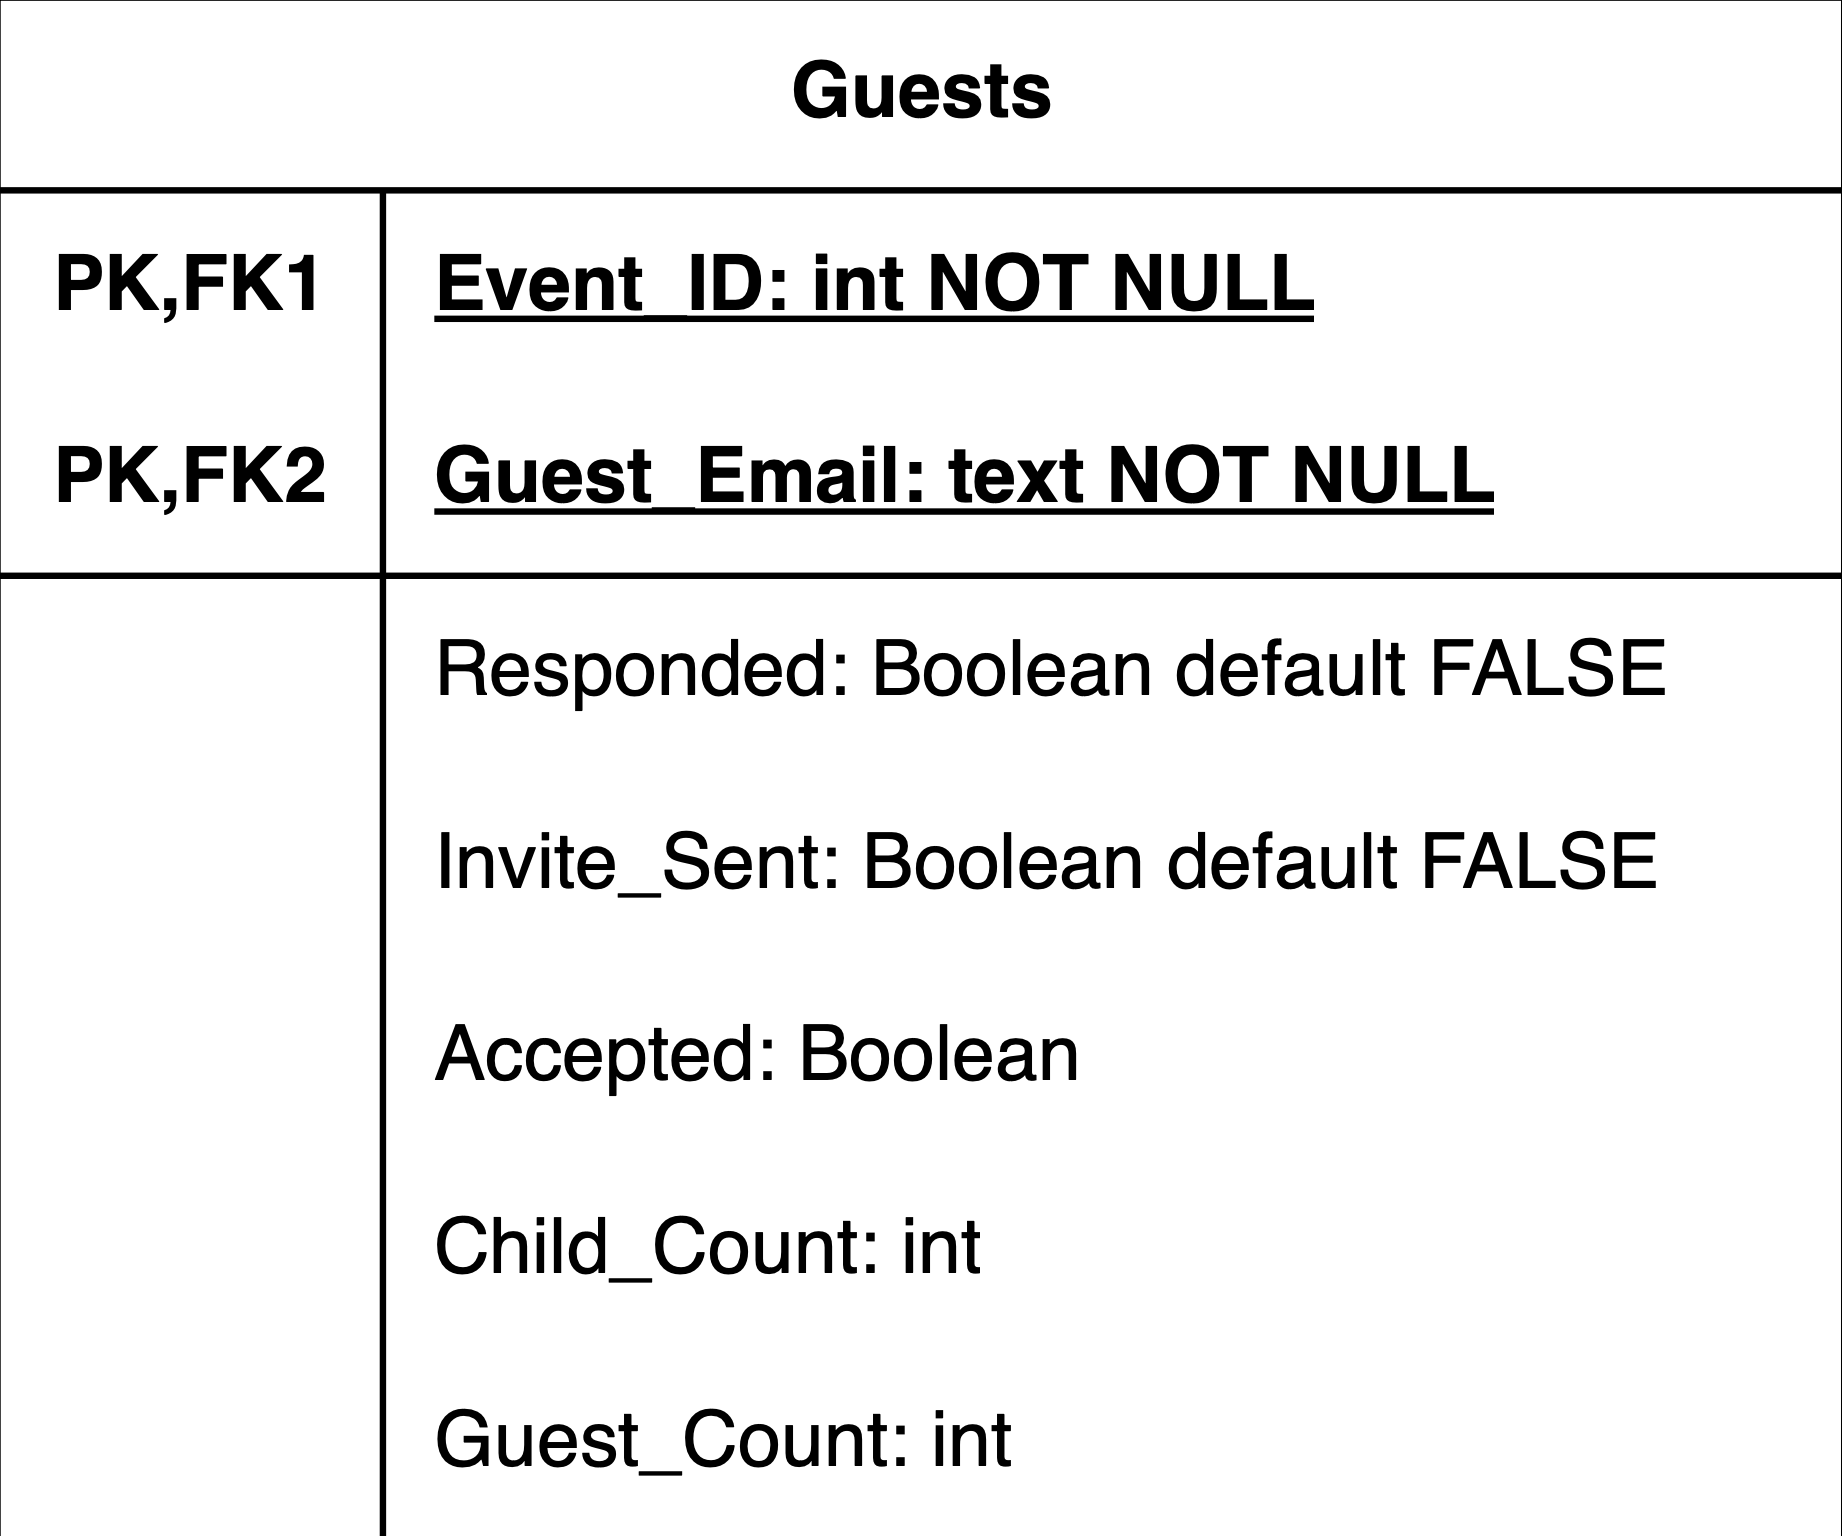 Guests
PK,FK1 Event_ID: int NOT NULL
PK,FK2 Guest_Email: text NOT NULL
Responded: Boolean default FALSE
Invite_Sent: Boolean default FALSE
Accepted: Boolean
Child_Count: int
Guest_Count: int